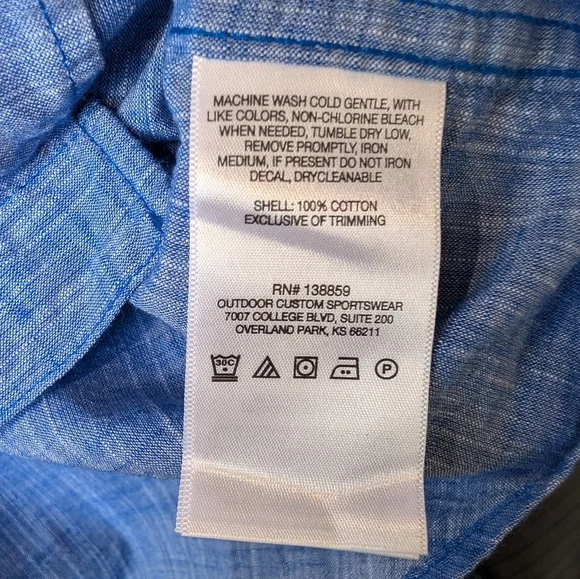 MACHINE WASH COLD GENTLE, WITH
LIKE COLORS, NON-CHLORINE BLEACH
WHEN NEEDED, TUMBLE DRY LOW,
REMOVE PROMPTLY, IRON
MEDIUM, IF PRESENT DO NOT IRON
DECAL, DRYCLEANABLE
SHELL: 100% COTTON
EXCLUSIVE OF TRIMMING
RN# 138859
OUTDOOR CUSTOM SPORTSWEAR
7007 COLLEGE BLVD, SUITE 200
OVERLAND PARK, KS 66211
30C P